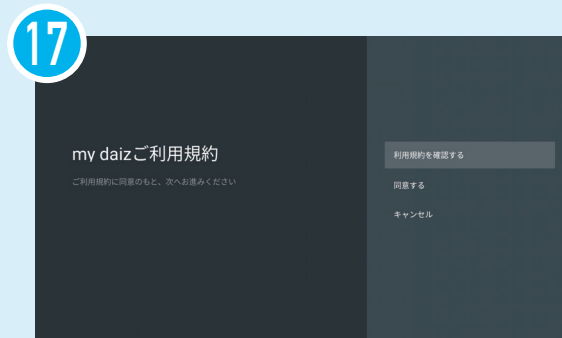 17
my daizご利用規約
ご利用規約に同意のもと、次へお進みください
利用規約を確認する
同意する
キャンセル